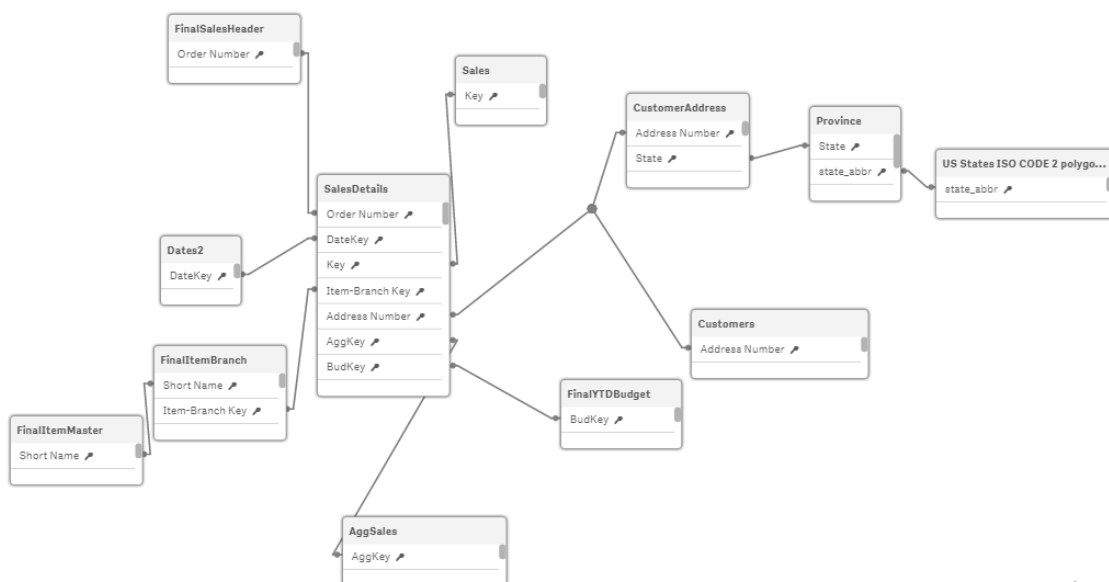 FinalSalesHeader
Order Number
Sales
Key
CustomerAddress
Address Number
State
Province
State
state_abbr
US States ISO CODE 2 polygo...
state_abbr
SalesDetails
Order Number
DateKey
Key
Item-Branch Key
Address Number
AggKey
BudKey
Dates2
DateKey
FinalItemBranch
Short Name
Item-Branch Key
FinalItemMaster
Short Name
Customers
Address Number
FinalYTDBudget
BudKey
AggSales
AggKey